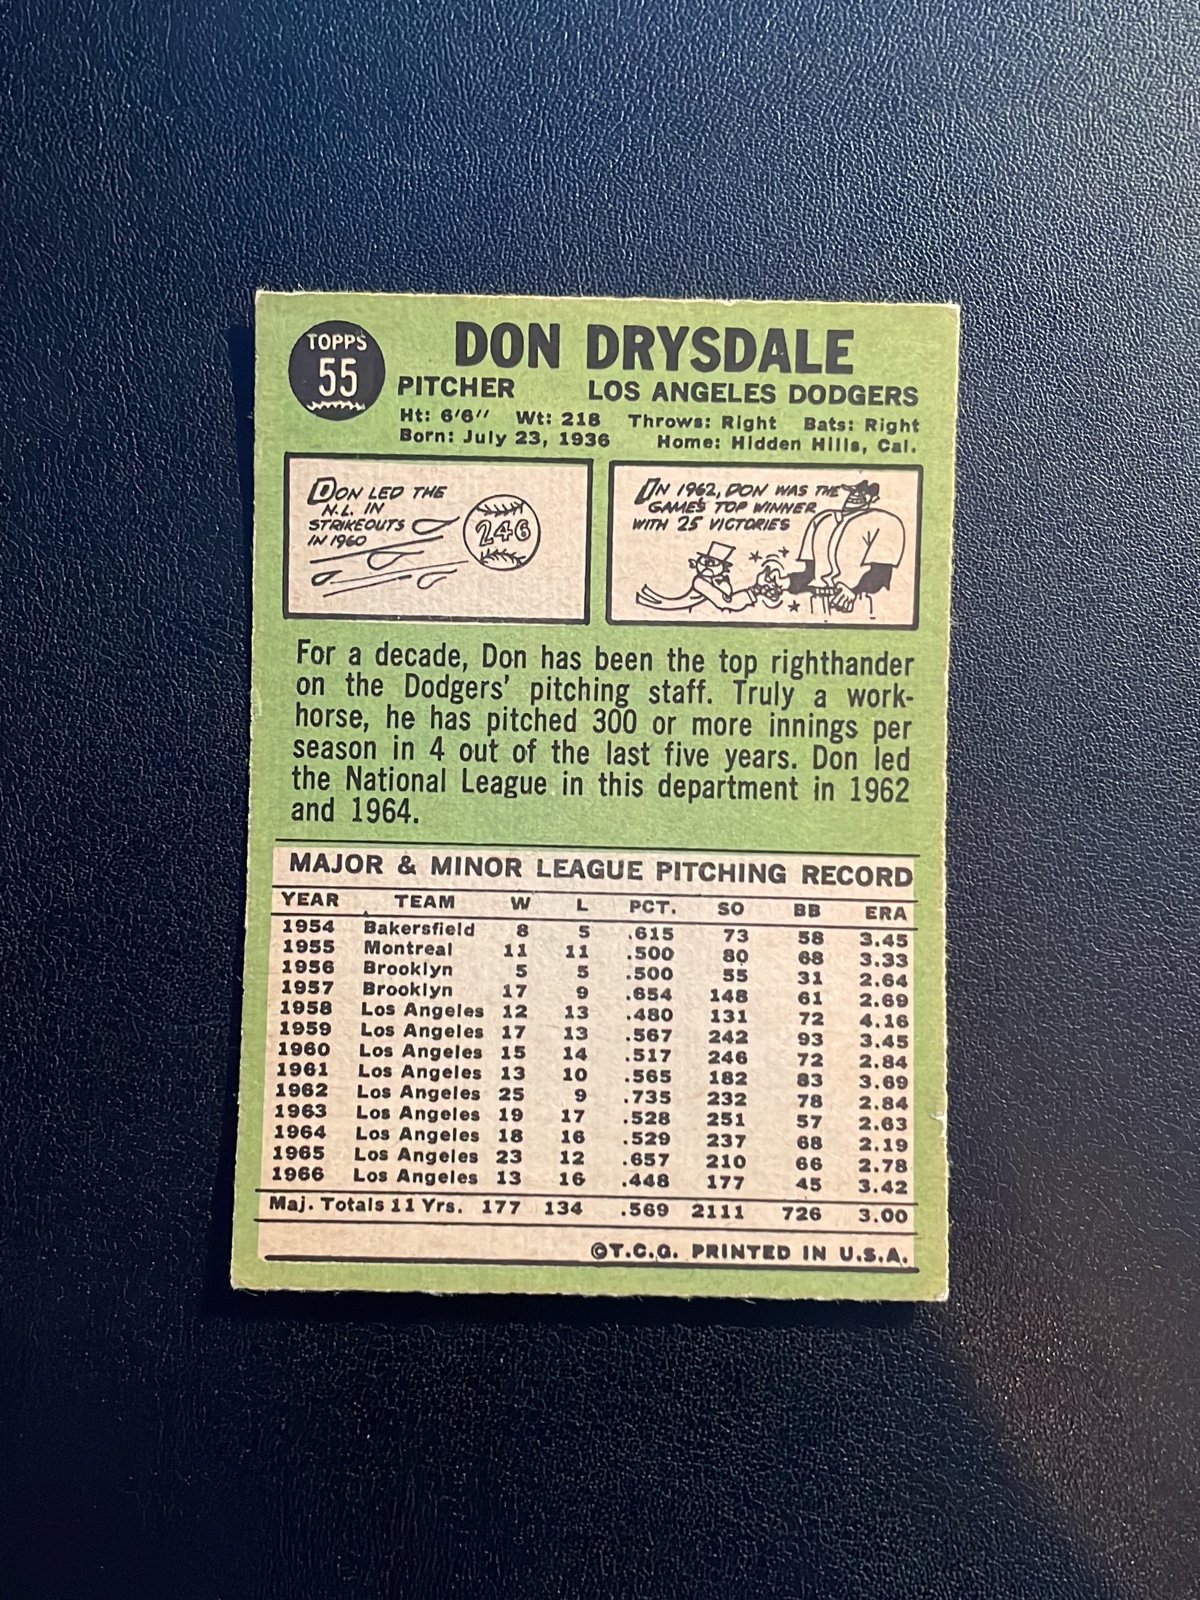 TOPPS
55
DON DRYSDALE
PITCHER LOS ANGELES DODGERS
Ht: 6'6" Wt: 218 Throws: Right Bats: Right
Born: July 23, 1936 Home: Hidden Hills, Cal.
DON LED THE
N.L. IN
STRIKEOUTS
IN 1960
246
IN 1962, DON WAS THE
GAME'S TOP WINNER
WITH 25 VICTORIES
For a decade, Don has been the top righthander
on the Dodgers' pitching staff. Truly a work-
horse, he has pitched 300 or more innings per
season in 4 out of the last five years. Don led
the National League in this department in 1962
and 1964.
MAJOR & MINOR LEAGUE PITCHING RECORD
YEAR TEAM W L PCT. SO BB ERA
1954 Bakersfield 8 5 .615 73 58 3.45
1955 Montreal 11 11 .500 80 68 3.33
1956 Brooklyn 5 5 .500 55 31 2.64
1957 Brooklyn 17 9 .654 148 61 2.69
1958 Los Angeles 12 13 .480 131 72 4.16
1959 Los Angeles 17 13 .567 242 93 3.45
1960 Los Angeles 15 14 .517 246 72 2.84
1961 Los Angeles 13 10 .565 182 83 3.69
1962 Los Angeles 25 9 .735 232 78 2.84
1963 Los Angeles 19 17 .528 251 57 2.63
1964 Los Angeles 18 16 .529 237 68 2.19
1965 Los Angeles 23 12 .657 210 66 2.78
1966 Los Angeles 13 16 .448 177 45 3.42
Maj. Totals 11 Yrs. 177 134 .569 2111 726 3.00
©T.C.G. PRINTED IN U.S.A.